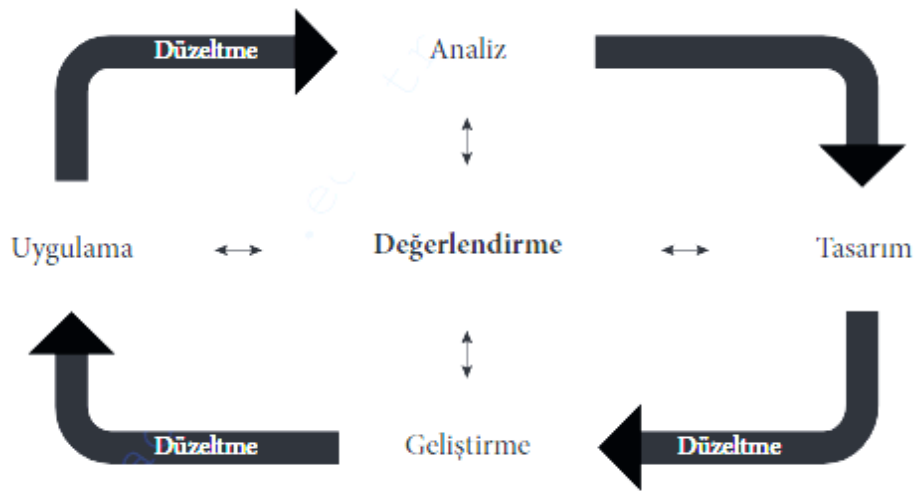 Düzeltme
Analiz
Uygulama
Değerlendirme
Tasarım
Düzeltme
Geliştirme
Düzeltme